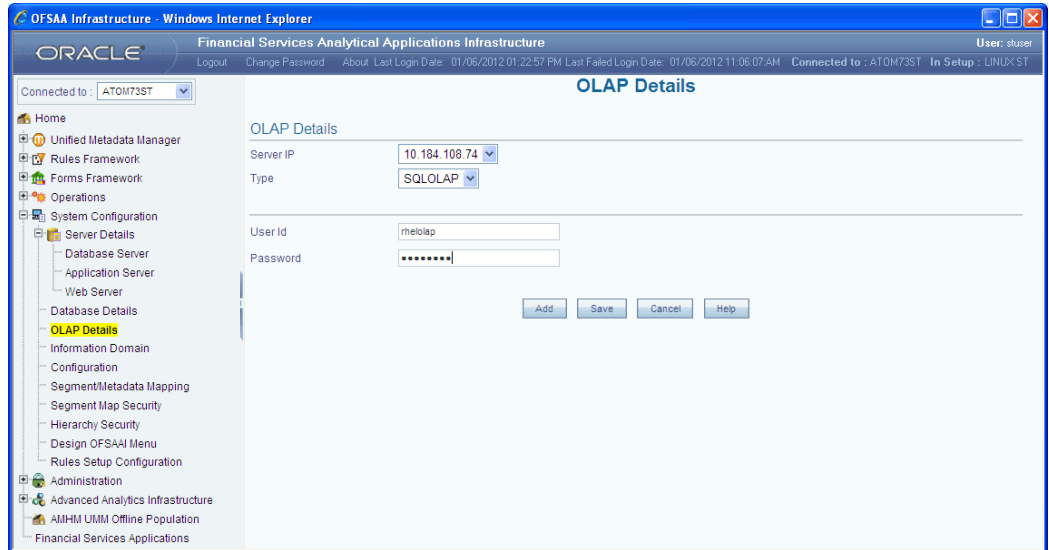 OFSAA Infrastructure - Windows Internet Explorer
ORACLE
Financial Services Analytical Applications Infrastructure
User: stuser
Logout Change Password About Last Login Date: 01/06/2012 01:22:57 PM Last Failed Login Date: 01/06/2012 11:06:07 AM Connected to : ATOM73ST In Setup : LINUX ST
Connected to : ATOM73ST
Home
Unified Metadata Manager
Rules Framework
Forms Framework
Operations
System Configuration
Server Details
Database Server
Application Server
Web Server
Database Details
OLAP Details
Information Domain
Configuration
Segment/Metadata Mapping
Segment Map Security
Hierarchy Security
Design OFSAAI Menu
Rules Setup Configuration
Administration
Advanced Analytics Infrastructure
AMHM UMM Offline Population
Financial Services Applications
OLAP Details
OLAP Details
Server IP 10.184.108.74
Type SQLOLAP
User Id rhelolap
Password ••••••••
Add Save Cancel Help